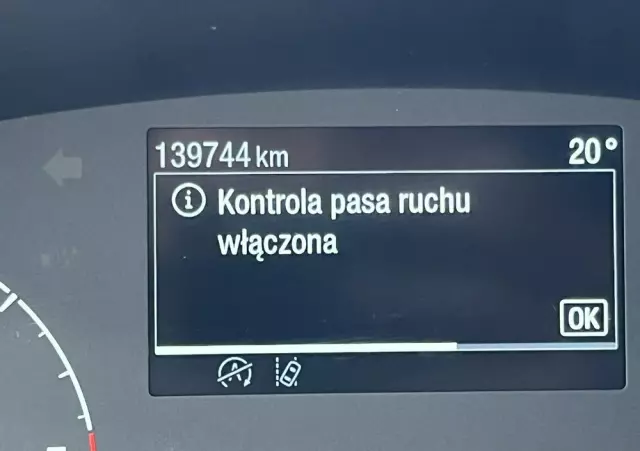 139744 km 20°
Kontrola pasa ruchu
włączona
OK